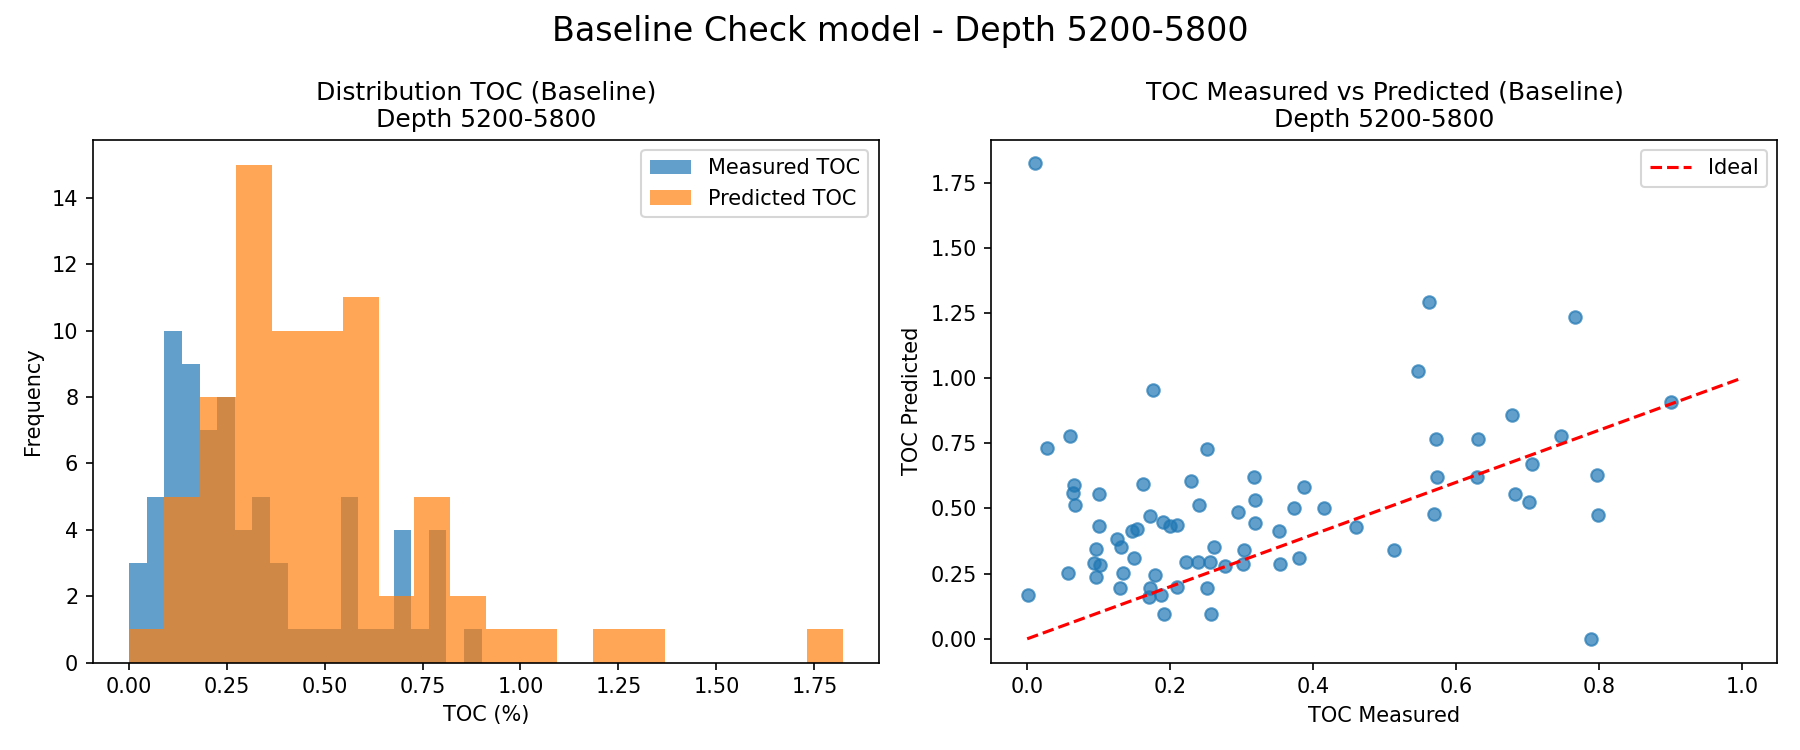 Baseline Check model - Depth 5200-5800
Distribution TOC (Baseline)
Depth 5200-5800
Measured TOC
Predicted TOC
14
12
10
8
6
4
2
0
Frequency
0.00 0.25 0.50 0.75 1.00 1.25 1.50 1.75
TOC (%)
TOC Measured vs Predicted (Baseline)
Depth 5200-5800
Ideal
1.75
1.50
1.25
1.00
0.75
0.50
0.25
0.00
TOC Predicted
0.0 0.2 0.4 0.6 0.8 1.0
TOC Measured